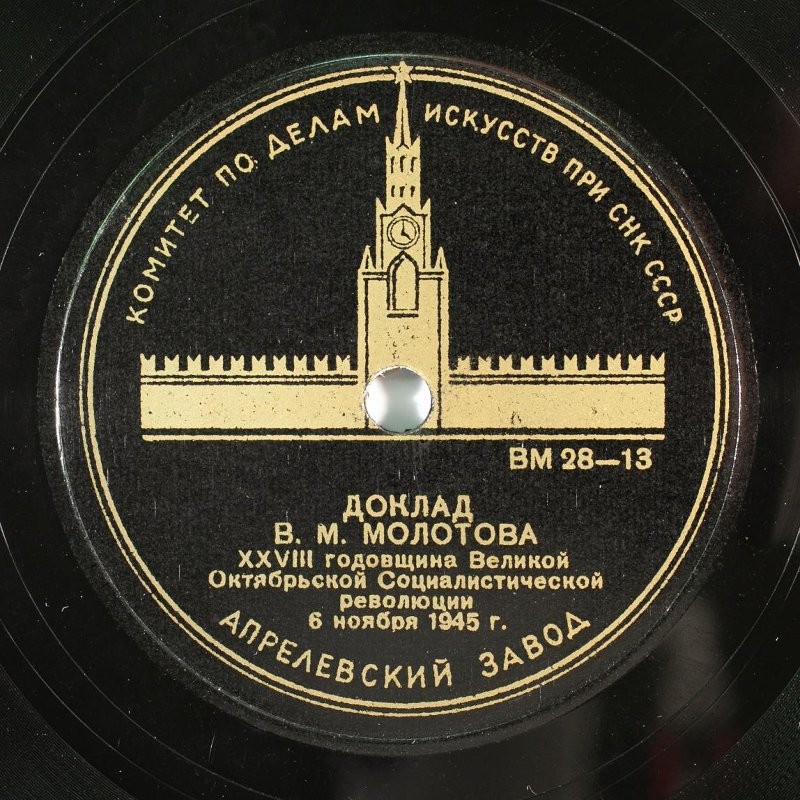 КОМИТЕТ ПО ДЕЛАМ ИСКУССТВ ПРИ СНК СССР
ВМ 28—13
ДОКЛАД
В. М. МОЛОТОВА
XXVIII годовщина Великой
Октябрьской Социалистической
революции
6 ноября 1945 г.
АПРЕЛЕВСКИЙ ЗАВОД